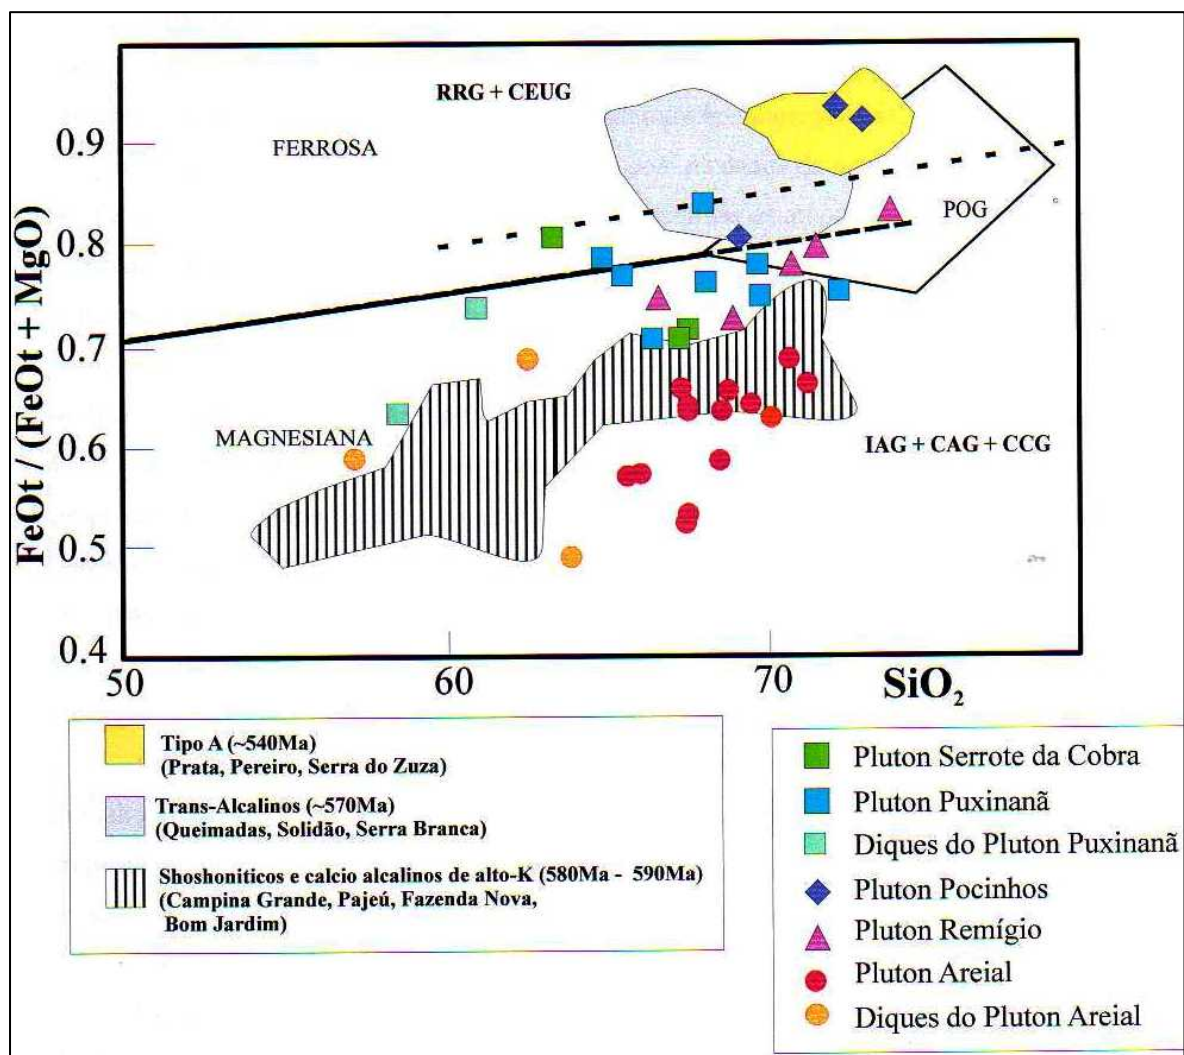 RRG + CEUG
FERROSA
POG
MAGNESIANA
IAG + CAG + CCG
FeOt / (FeOt + MgO)
0.9
0.8
0.7
0.6
0.5
0.4
50
60
70
SiO₂
Tipo A (~540Ma)
(Prata, Pereiro, Serra do Zuza)
Trans-Alcalinos (~570Ma)
(Queimadas, Solidão, Serra Branca)
Shoshoniticos e calcio alcalinos de alto-K (580Ma - 590Ma)
(Campina Grande, Pajeú, Fazenda Nova,
Bom Jardim)
Pluton Serrote da Cobra
Pluton Puxinanã
Diques do Pluton Puxinanã
Pluton Pocinhos
Pluton Remígio
Pluton Areial
Diques do Pluton Areial